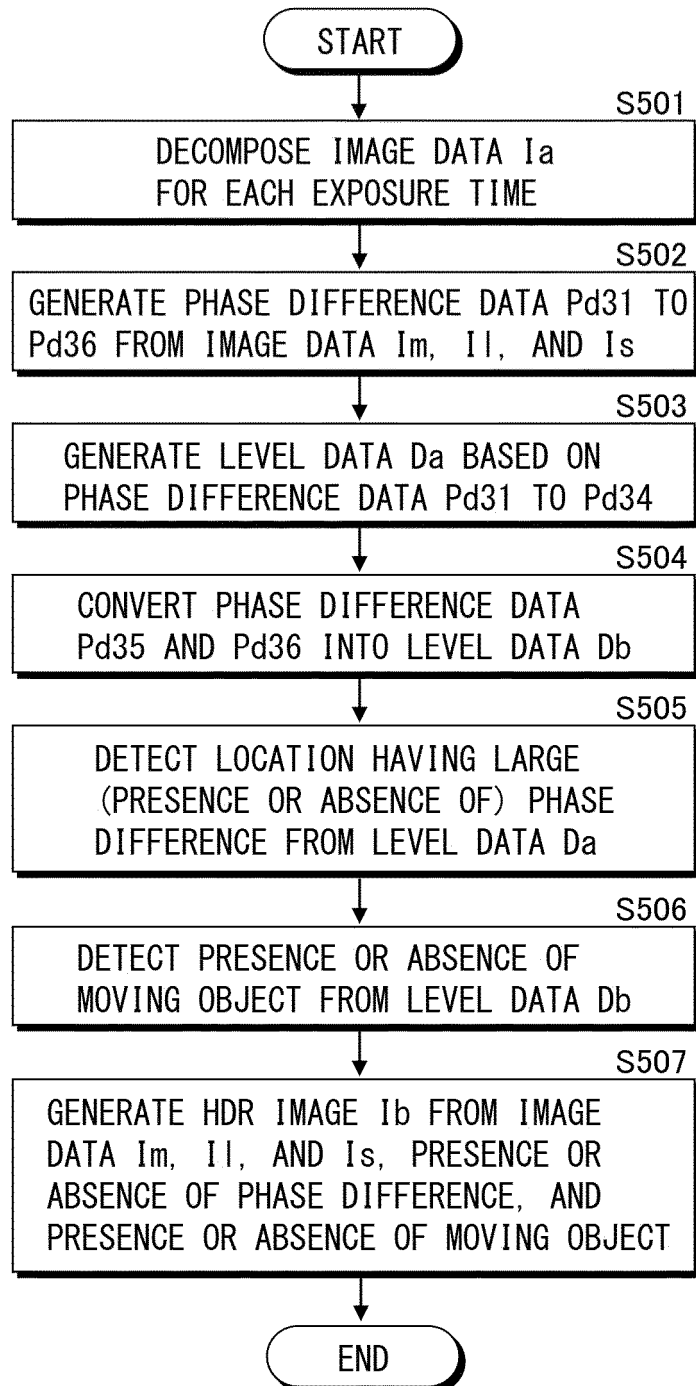 START
S501
DECOMPOSE IMAGE DATA Ia
FOR EACH EXPOSURE TIME
S502
GENERATE PHASE DIFFERENCE DATA Pd31 TO
Pd36 FROM IMAGE DATA Im, Il, AND Is
S503
GENERATE LEVEL DATA Da BASED ON
PHASE DIFFERENCE DATA Pd31 TO Pd34
S504
CONVERT PHASE DIFFERENCE DATA
Pd35 AND Pd36 INTO LEVEL DATA Db
S505
DETECT LOCATION HAVING LARGE
(PRESENCE OR ABSENCE OF) PHASE
DIFFERENCE FROM LEVEL DATA Da
S506
DETECT PRESENCE OR ABSENCE OF
MOVING OBJECT FROM LEVEL DATA Db
S507
GENERATE HDR IMAGE Ib FROM IMAGE
DATA Im, Il, AND Is, PRESENCE OR
ABSENCE OF PHASE DIFFERENCE, AND
PRESENCE OR ABSENCE OF MOVING OBJECT
END